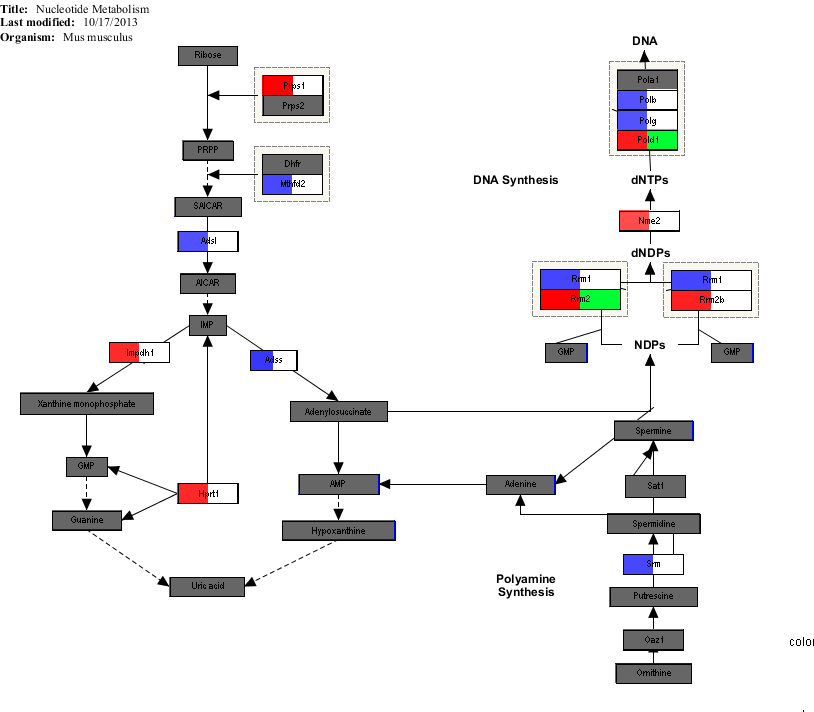 Title: Nucleotide Metabolism
Last modified: 10/17/2013
Organism: Mus musculus
DNA
Ribose
Prps1
Prps2
Pola1
Polb
Polg
Pold1
PRPP
Dhfr
Mthfd2
DNA Synthesis
dNTPs
SAICAR
Nme2
Adsl
dNDPs
AICAR
Rrm1
Rrm2
Rrm1
Rrm2b
IMP
Impdh1
Adss
GMP
NDPs
GMP
Xanthine monophosphate
Adenylosuccinate
Spermine
GMP
AMP
Adenine
Sat1
Hprt1
Guanine
Hypoxanthine
Spermidine
Srm
Uric acid
Polyamine
Synthesis
Putrescine
Oaz1
color
Ornithine